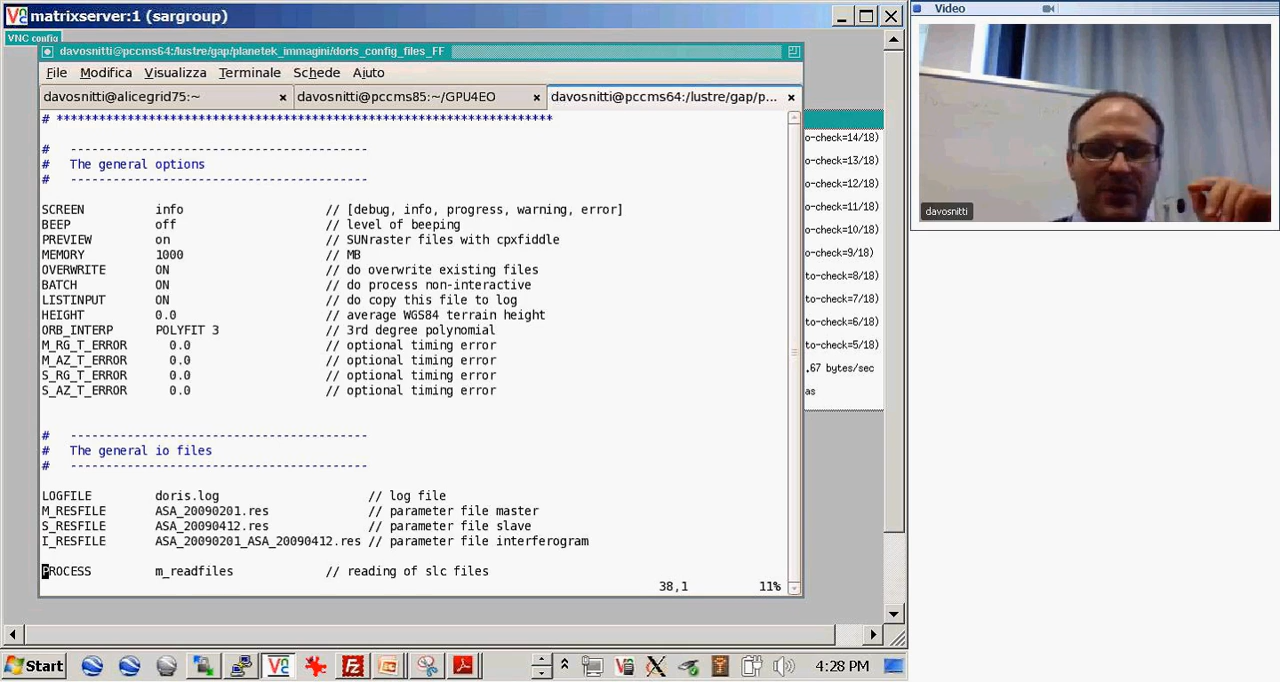 matrixserver:1 (sargroup)
Video
VNC config
davosnitti@pccms64:/lustre/gap/planetek_immagini/doris_config_files_FF
File Modifica Visualizza Terminale Schede Aiuto
davosnitti@alicegrid75:~ davosnitti@pccms85:~/GPU4EO davosnitti@pccms64:/lustre/gap/p...
# **********************************************************************
# ------------------------------------------
# The general options
# ------------------------------------------
SCREEN info // [debug, info, progress, warning, error]
BEEP off // level of beeping
PREVIEW on // SUNraster files with cpxfiddle
MEMORY 1000 // MB
OVERWRITE ON // do overwrite existing files
BATCH ON // do process non-interactive
LISTINPUT ON // do copy this file to log
HEIGHT 0.0 // average WGS84 terrain height
ORB_INTERP POLYFIT 3 // 3rd degree polynomial
M_RG_T_ERROR 0.0 // optional timing error
M_AZ_T_ERROR 0.0 // optional timing error
S_RG_T_ERROR 0.0 // optional timing error
S_AZ_T_ERROR 0.0 // optional timing error
# ------------------------------------------
# The general io files
# ------------------------------------------
LOGFILE doris.log // log file
M_RESFILE ASA_20090201.res // parameter file master
S_RESFILE ASA_20090412.res // parameter file slave
I_RESFILE ASA_20090201_ASA_20090412.res // parameter file interferogram
PROCESS m_readfiles // reading of slc files
38,1 11%
o-check=14/18)
to-check=13/18)
to-check=12/18)
to-check=11/18)
to-check=10/18)
to-check=9/18)
to-check=8/18)
to-check=7/18)
to-check=6/18)
to-check=5/18)
.67 bytes/sec
as
davosnitti
Start
4:28 PM